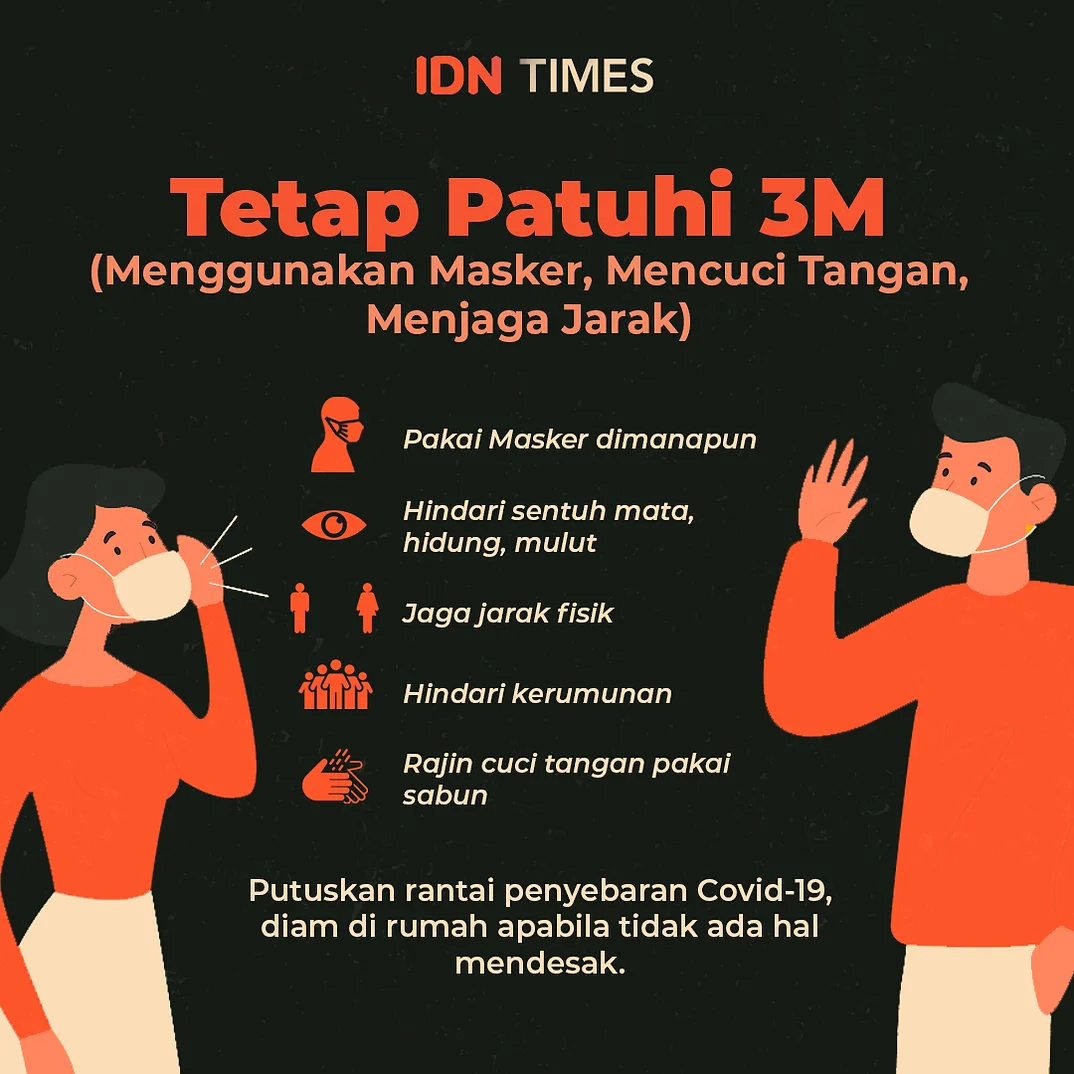 IDN TIMES
Tetap Patuhi 3M
(Menggunakan Masker, Mencuci Tangan,
Menjaga Jarak)
Pakai Masker dimanapun
Hindari sentuh mata,
hidung, mulut
Jaga jarak fisik
Hindari kerumunan
Rajin cuci tangan pakai
sabun
Putuskan rantai penyebaran Covid-19,
diam di rumah apabila tidak ada hal
mendesak.